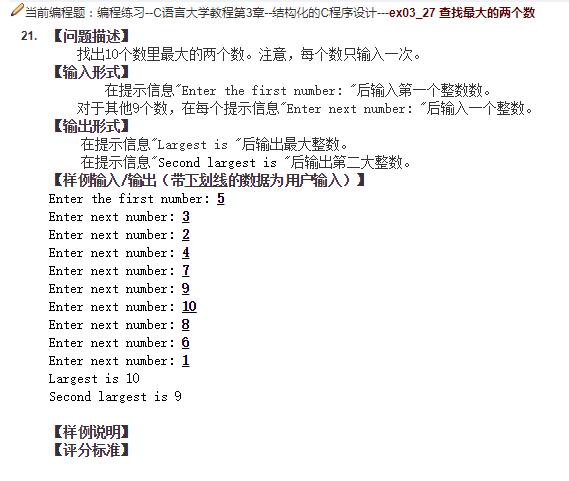 当前编程题：编程练习--C语言大学教程第3章--结构化的C程序设计---ex03_27 查找最大的两个数
21. 【问题描述】
找出10个数里最大的两个数。注意，每个数只输入一次。
【输入形式】
在提示信息"Enter the first number: "后输入第一个整数数。
对于其他9个数，在每个提示信息"Enter next number: "后输入一个整数。
【输出形式】
在提示信息"Largest is "后输出最大整数。
在提示信息"Second largest is "后输出第二大整数。
【样例输入/输出（带下划线的数据为用户输入）】
Enter the first number: 5
Enter next number: 3
Enter next number: 2
Enter next number: 4
Enter next number: 7
Enter next number: 9
Enter next number: 10
Enter next number: 8
Enter next number: 6
Enter next number: 1
Largest is 10
Second largest is 9
【样例说明】
【评分标准】